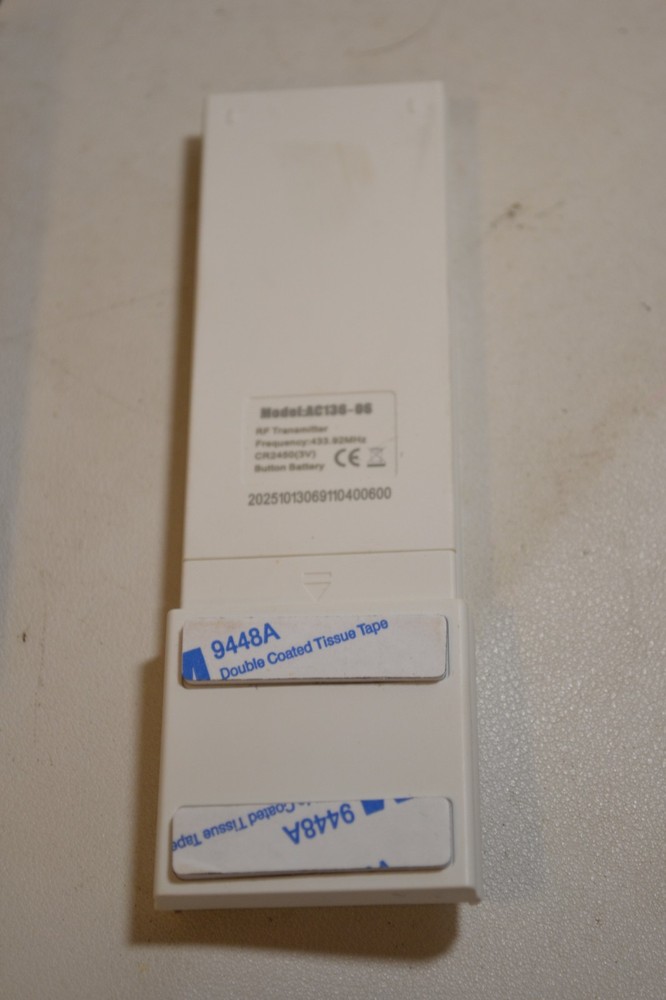 Model:AC136-06
RF Transmitter
Frequency:433.92MHz
CR2450(3V)
Button Battery CE
20251013069110400600
9448A
Double Coated Tissue Tape
9448A
Coated Tissue Tape